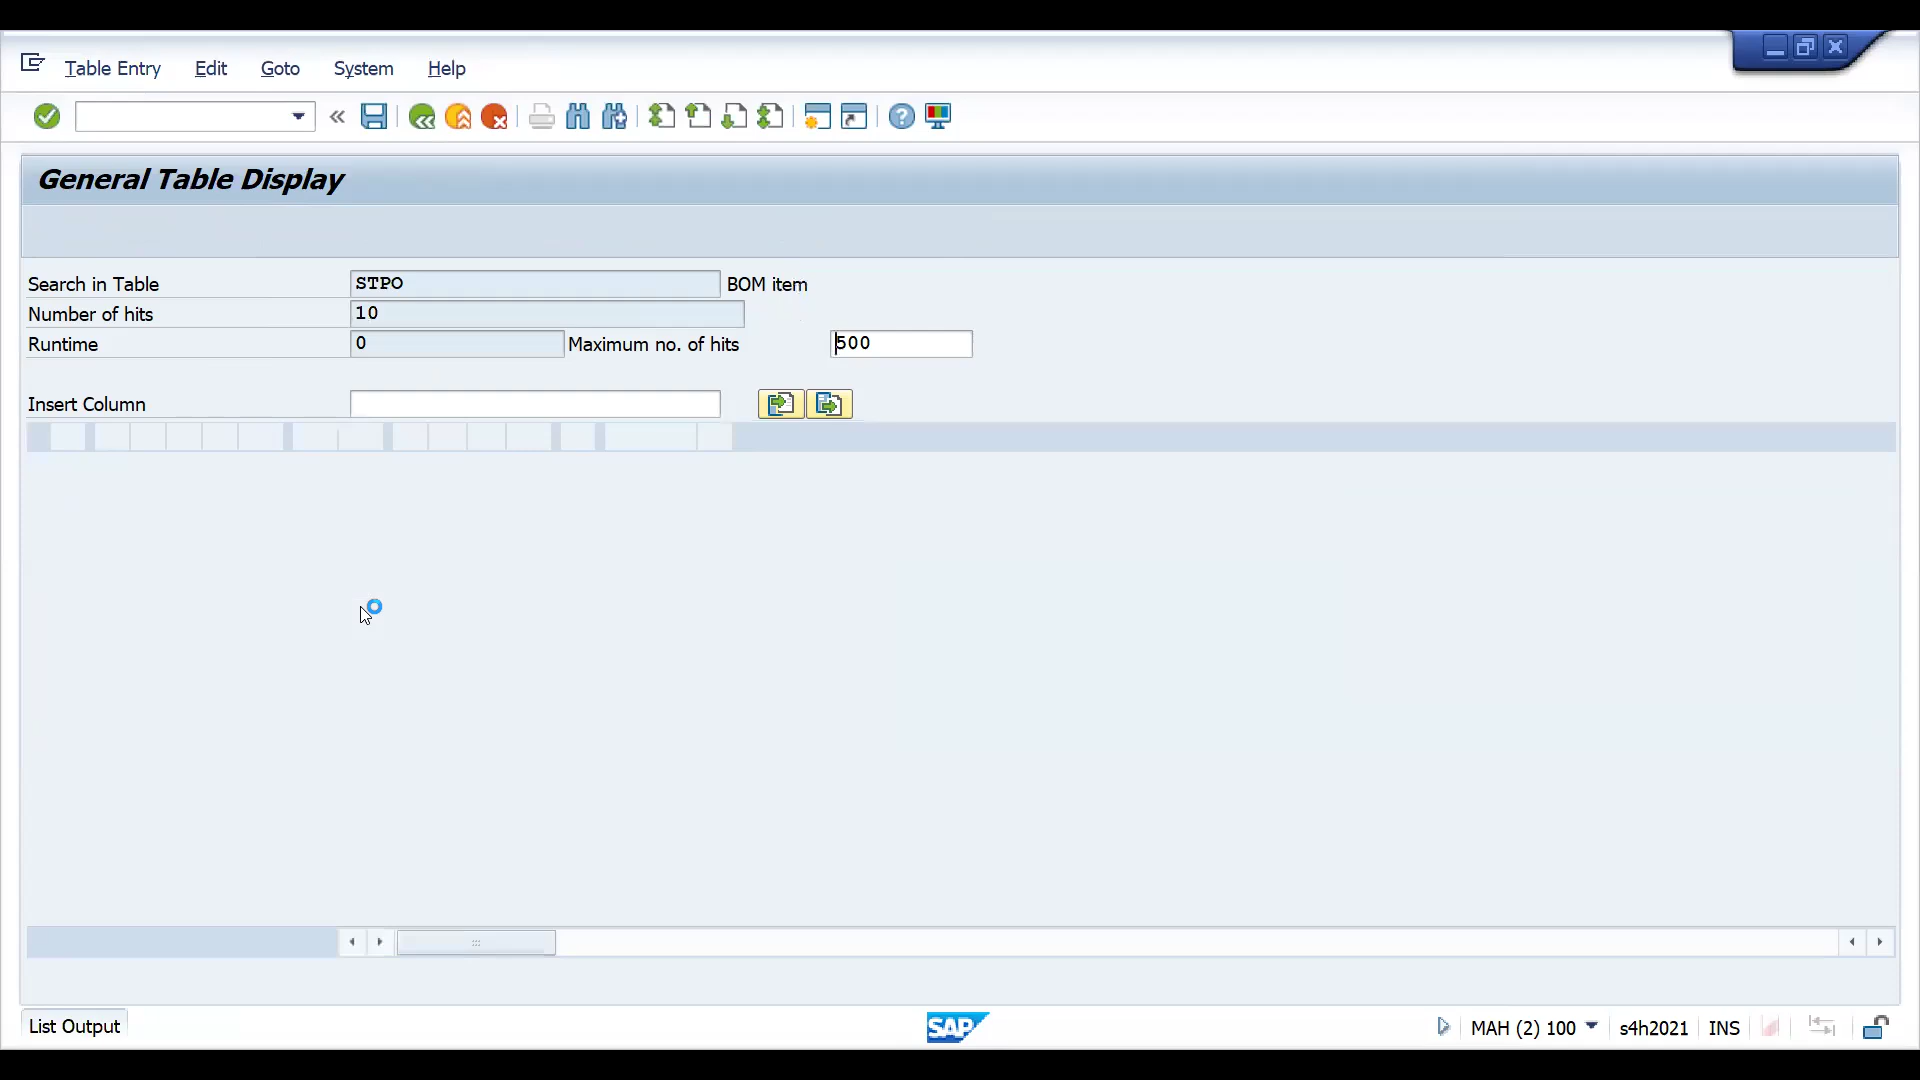 Table Entry Edit Goto System Help
General Table Display
Search in Table STPO BOM item
Number of hits 10
Runtime 0 Maximum no. of hits 500
Insert Column
List Output SAP MAH (2) 100 s4h2021 INS